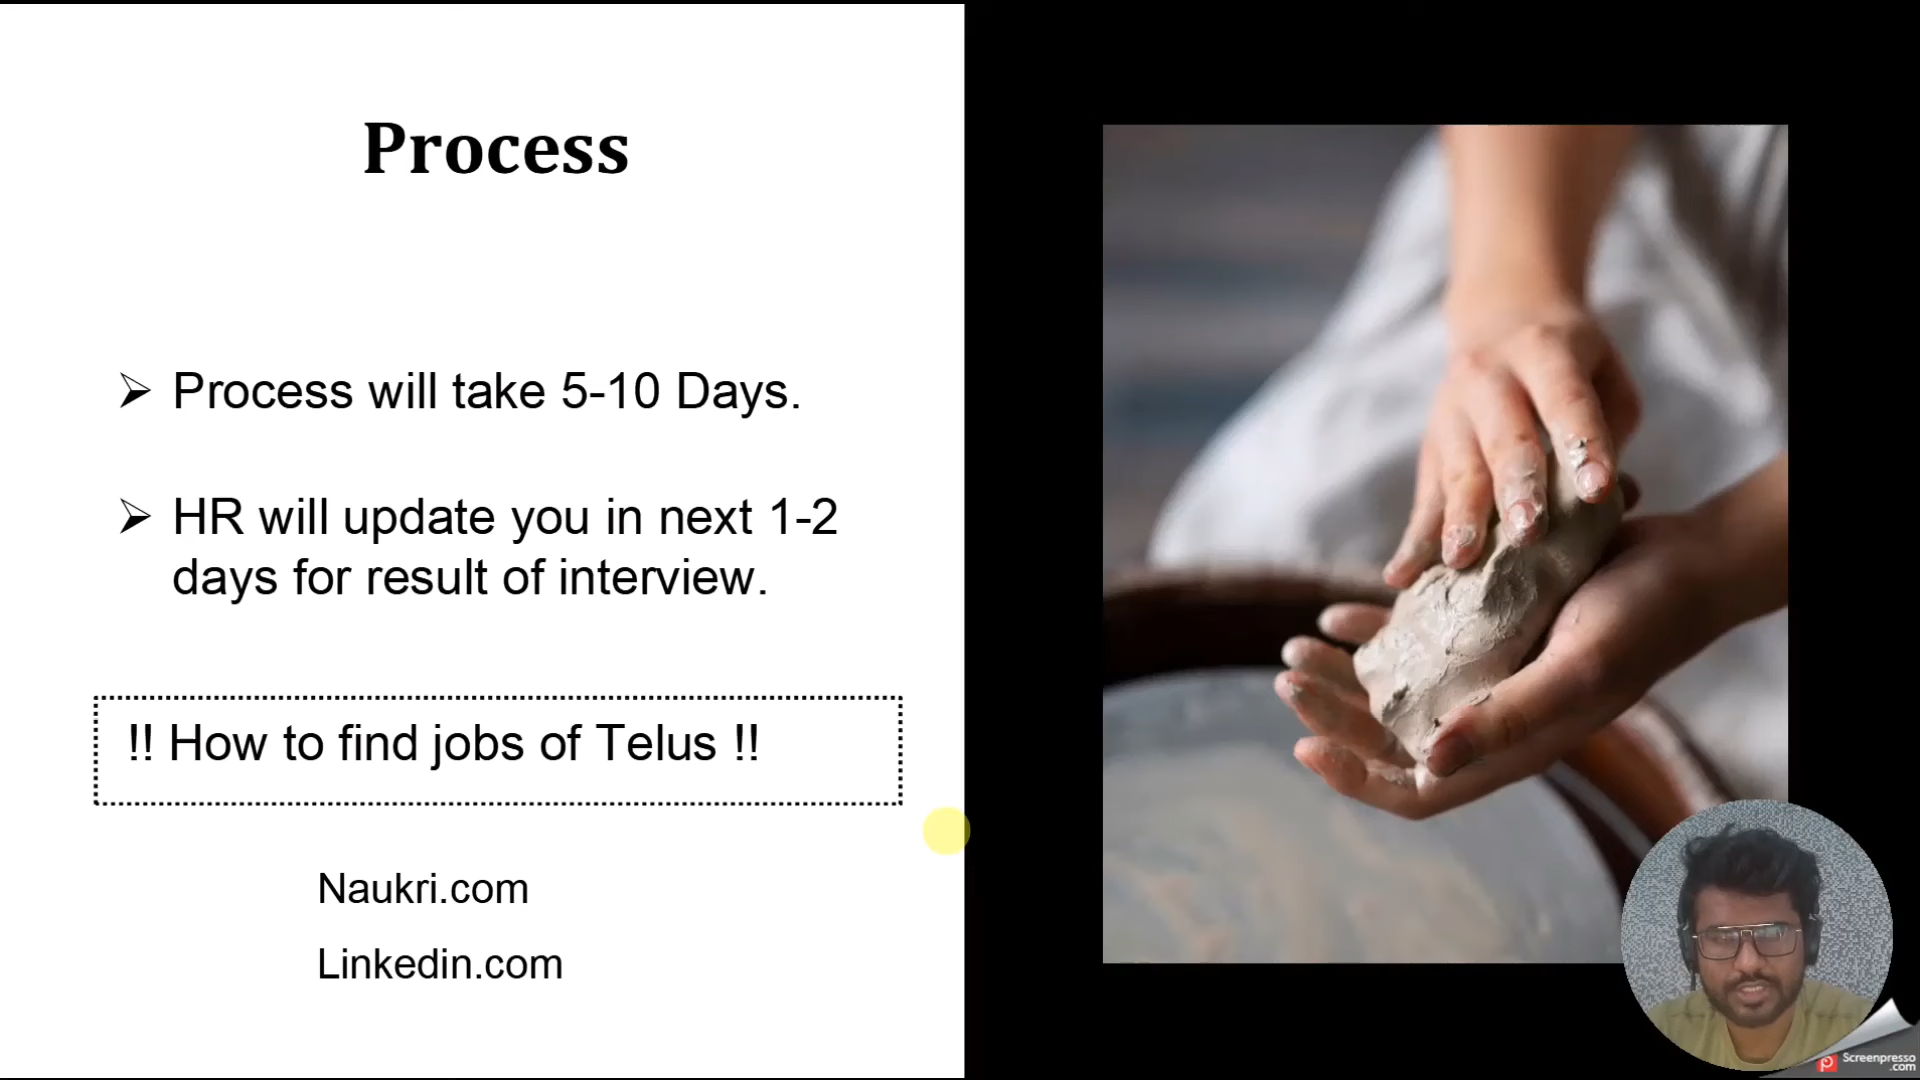 Process
Process will take 5-10 Days.
HR will update you in next 1-2
days for result of interview.
!! How to find jobs of Telus !!
Naukri.com
Linkedin.com
Screenpresso
.com